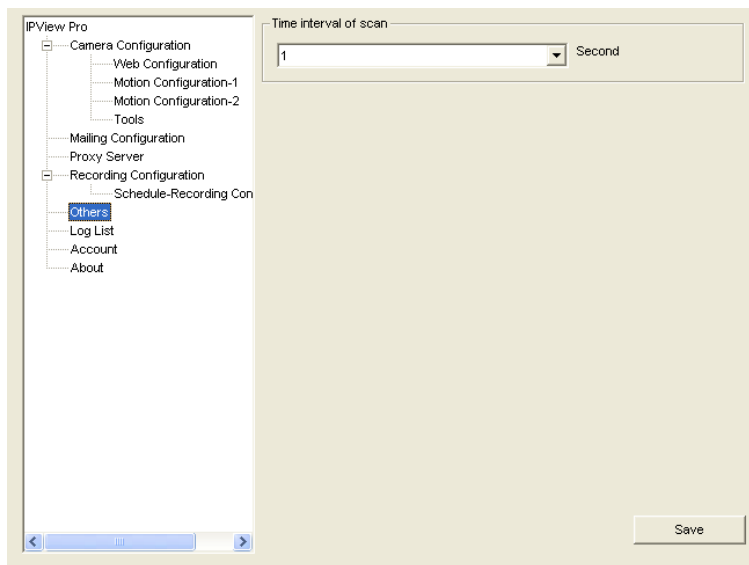 IPView Pro
Camera Configuration
Web Configuration
Motion Configuration-1
Motion Configuration-2
Tools
Mailing Configuration
Proxy Server
Recording Configuration
Schedule-Recording Con
Others
Log List
Account
About
Time interval of scan
1 Second
Save